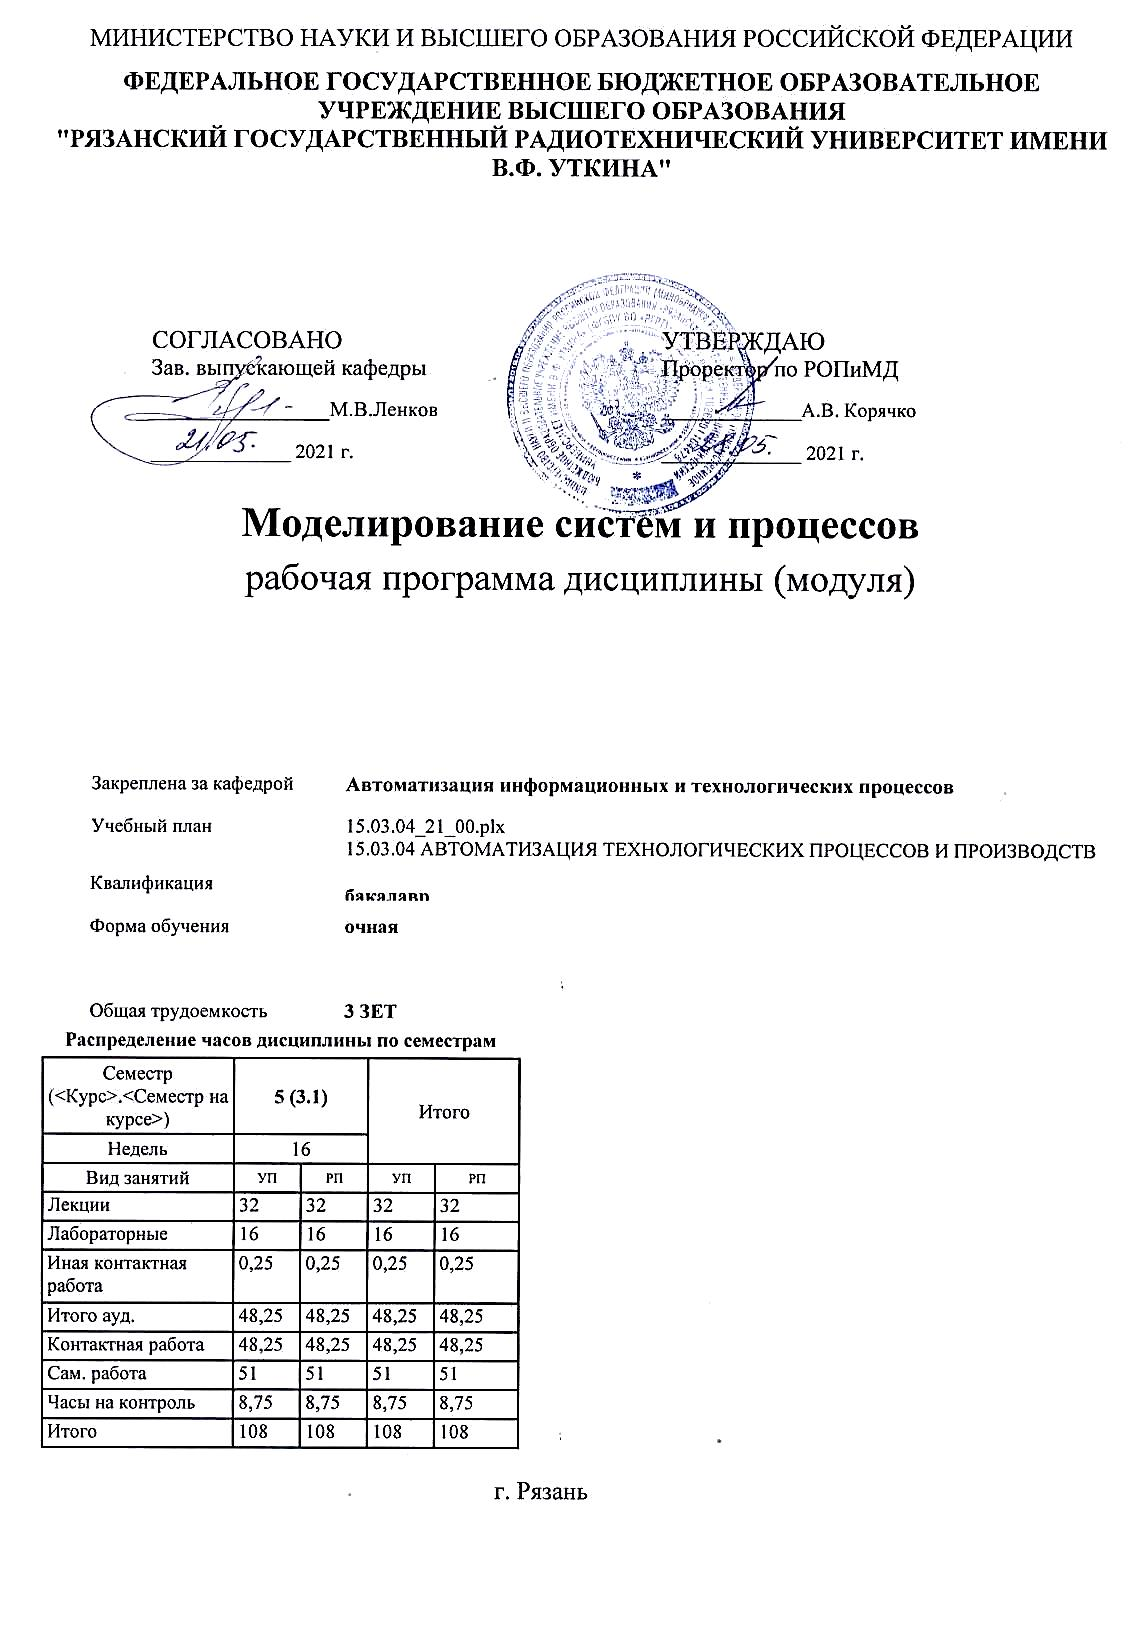 МИНИСТЕРСТВО НАУКИ И ВЫСШЕГО ОБРАЗОВАНИЯ РОССИЙСКОЙ ФЕДЕРАЦИИ
ФЕДЕРАЛЬНОЕ ГОСУДАРСТВЕННОЕ БЮДЖЕТНОЕ ОБРАЗОВАТЕЛЬНОЕ
УЧРЕЖДЕНИЕ ВЫСШЕГО ОБРАЗОВАНИЯ
"РЯЗАНСКИЙ ГОСУДАРСТВЕННЫЙ РАДИОТЕХНИЧЕСКИЙ УНИВЕРСИТЕТ ИМЕНИ
В.Ф. УТКИНА"
СОГЛАСОВАНО
Зав. выпускающей кафедры
М.В.Ленков
21.05. 2021 г.
УТВЕРЖДАЮ
Проректор по РОПиМД
А.В. Корячко
2021 г.
Моделирование систем и процессов
рабочая программа дисциплины (модуля)
Закреплена за кафедрой Автоматизация информационных и технологических процессов
Учебный план 15.03.04_21_00.plx
15.03.04 АВТОМАТИЗАЦИЯ ТЕХНОЛОГИЧЕСКИХ ПРОЦЕССОВ И ПРОИЗВОДСТВ
Квалификация бакалавр
Форма обучения очная
Общая трудоемкость 3 ЗЕТ
Распределение часов дисциплины по семестрам
Семестр
(<Курс>.<Семестр на
курсе>)
5 (3.1)
Итого
Недель 16
Вид занятий УП РП УП РП
Лекции 32 32 32 32
Лабораторные 16 16 16 16
Иная контактная
работа
0,25 0,25 0,25 0,25
Итого ауд. 48,25 48,25 48,25 48,25
Контактная работа 48,25 48,25 48,25 48,25
Сам. работа 51 51 51 51
Часы на контроль 8,75 8,75 8,75 8,75
Итого 108 108 108 108
г. Рязань